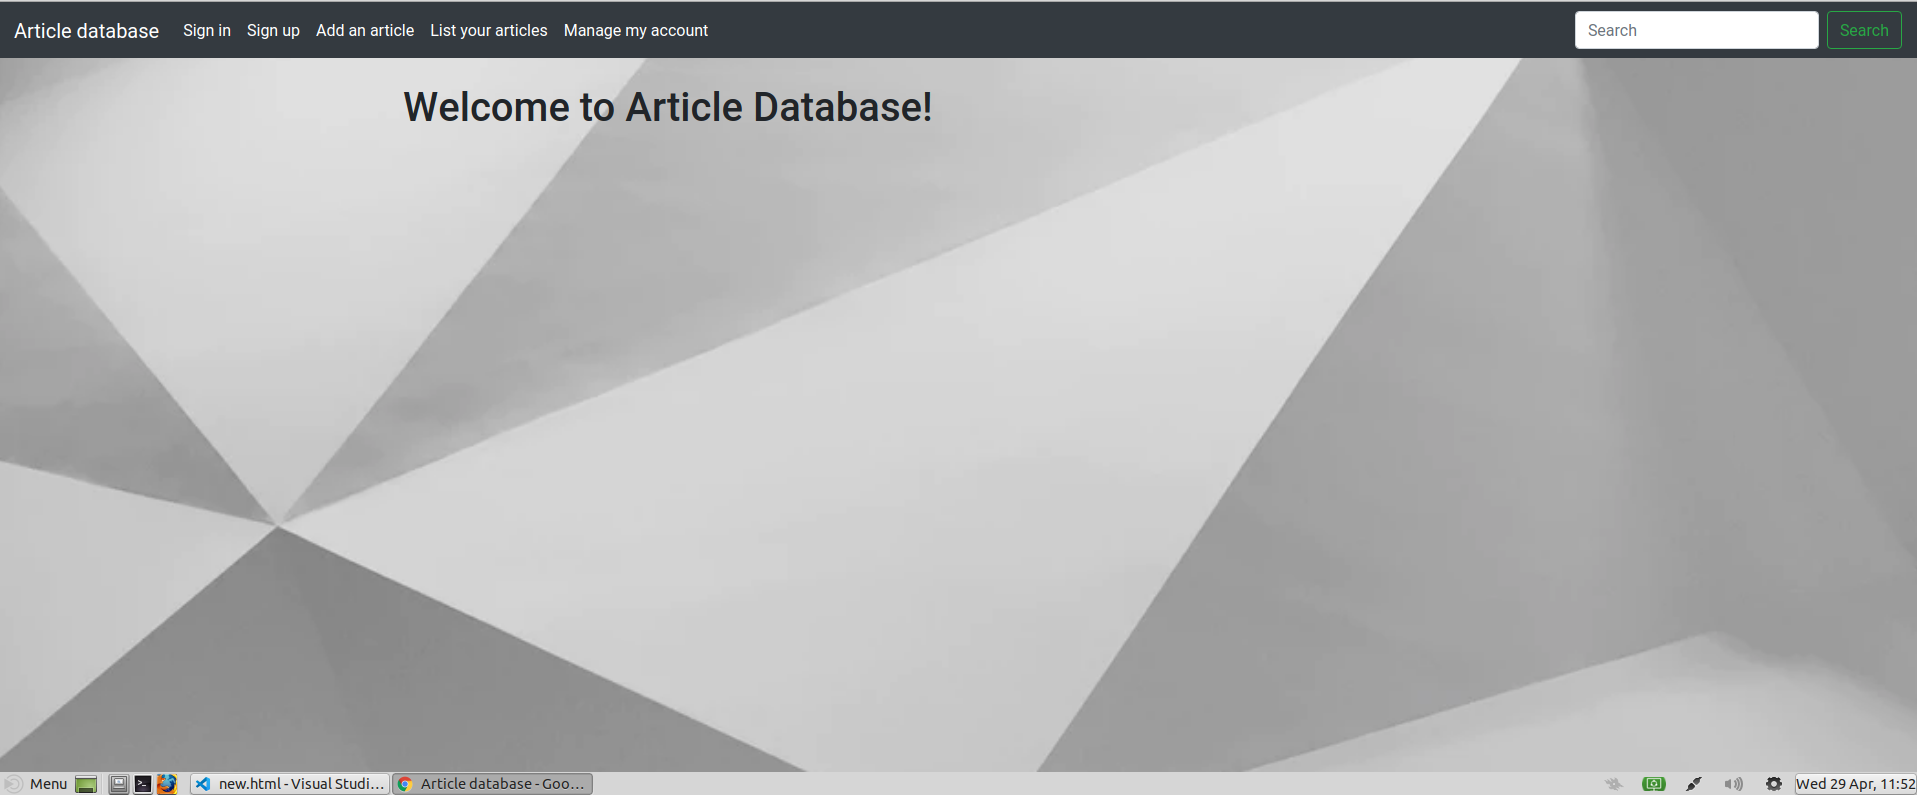 Article database Sign in Sign up Add an article List your articles Manage my account Search Search
Welcome to Article Database!
Menu new.html - Visual Studi... Article database - Goo... Wed 29 Apr, 11:52